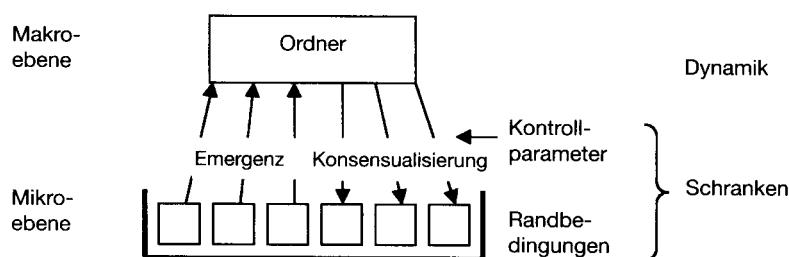 Makro-
ebene
Ordner
Dynamik
Kontroll-
parameter
Emergenz
Konsensualisierung
Schranken
Mikro-
ebene
Randbe-
dingungen